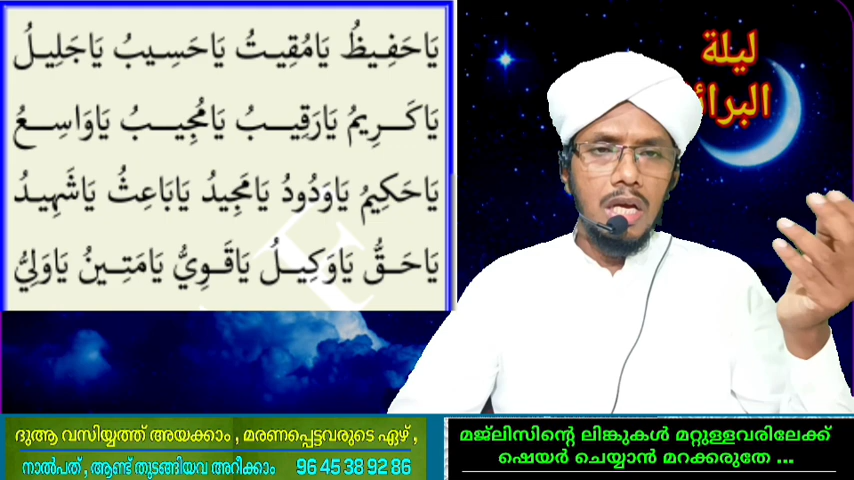 يَاحَفِيظُ يَامُقِيتُ يَاحَسِيبُ يَاجَلِيلُ
يَاكَرِيمُ يَارَقِيبُ يَامُجِيبُ يَاوَاسِعُ
يَاحَكِيمُ يَاوَدُودُ يَامَجِيدُ يَابَاعِثُ يَاشَهِيدُ
يَاحَقُّ يَاوَكِيلُ يَاقَوِيُّ يَامَتِينُ يَاوَلِيُّ
ليلة
ദുആ വസിയ്യത്ത് അയക്കാം , മരണപ്പെട്ടവരുടെ ഏഴ് ,
നാൽപത് , ആണ്ട് തുടങ്ങിയവ അറീക്കാം 96 45 38 92 86
മജ്‌ലിസിന്റെ ലിങ്കുകൾ മറ്റുള്ളവരിലേക്ക്
ഷെയർ ചെയ്യാൻ മറക്കരുതേ ...